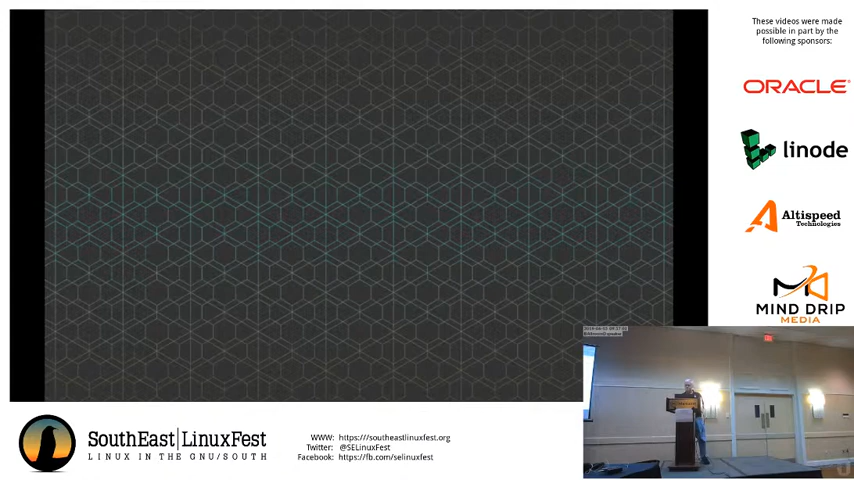 These videos were made
possible in part by the
following sponsors:
ORACLE
linode
Altispeed
Technologies
MIND DRIP
MEDIA
SouthEast LinuxFest
LINUX IN THE GNU/SOUTH
WWW: https:///southeastlinuxfest.org
Twitter: @SELinuxFest
Facebook: https://fb.com/selinuxfest